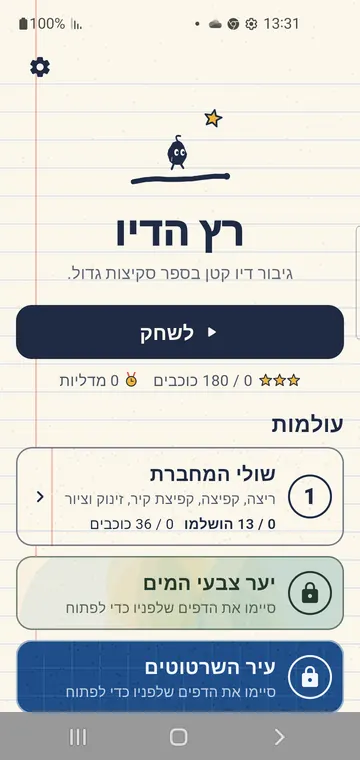 100% 13:31
רץ הדיו
גיבור דיו קטן בספר סקיצות גדול.
לשחק
0 / 180 כוכבים 0 מדליות
עולמות
1
שולי המחברת
ריצה, קפיצה, קפיצת קיר, זינוק וציור
0 / 13 הושלמו 0 / 36 כוכבים
יער צבעי המים
סיימו את הדפים שלפניו כדי לפתוח
עיר השרטוטים
סיימו את הדפים שלפניו כדי לפתוח